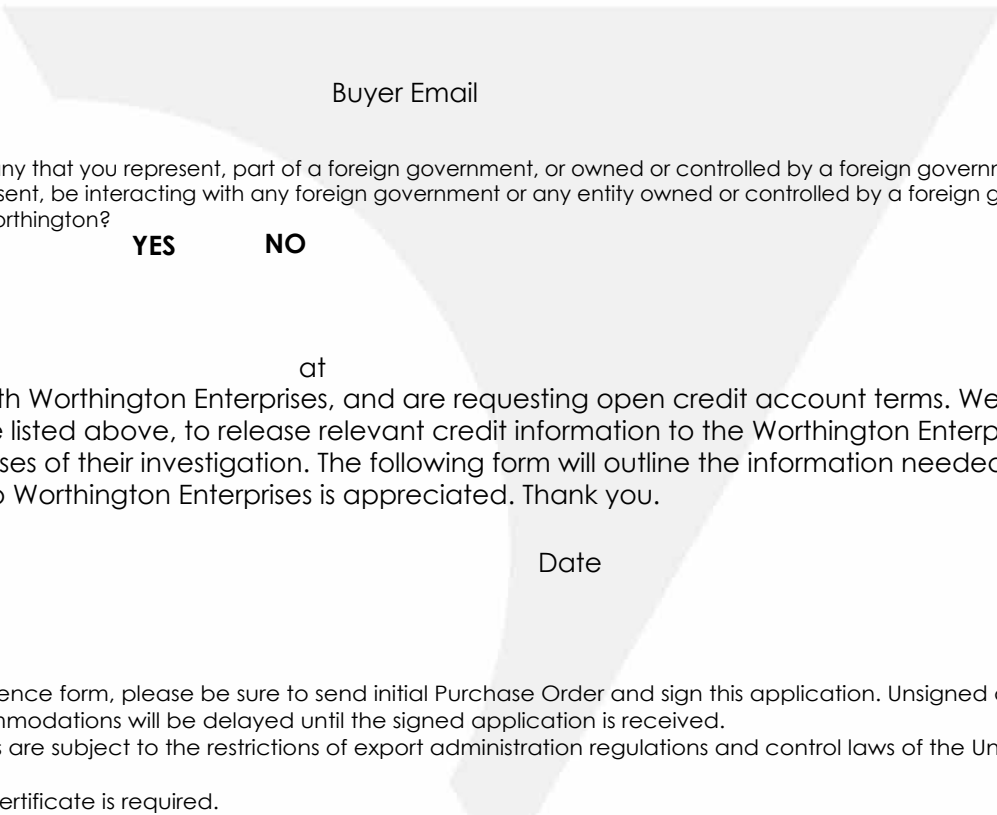 Buyer Email
ny that you represent, part of a foreign government, or owned or controlled by a foreign govern
sent, be interacting with any foreign government or any entity owned or controlled by a foreign g
orthington?
YES NO
at
th Worthington Enterprises, and are requesting open credit account terms. We
listed above, to release relevant credit information to the Worthington Enterp
ses of their investigation. The following form will outline the information needed
o Worthington Enterprises is appreciated. Thank you.
Date
ence form, please be sure to send initial Purchase Order and sign this application. Unsigned
mmodations will be delayed until the signed application is received.
s are subject to the restrictions of export administration regulations and control laws of the Un
ertificate is required.